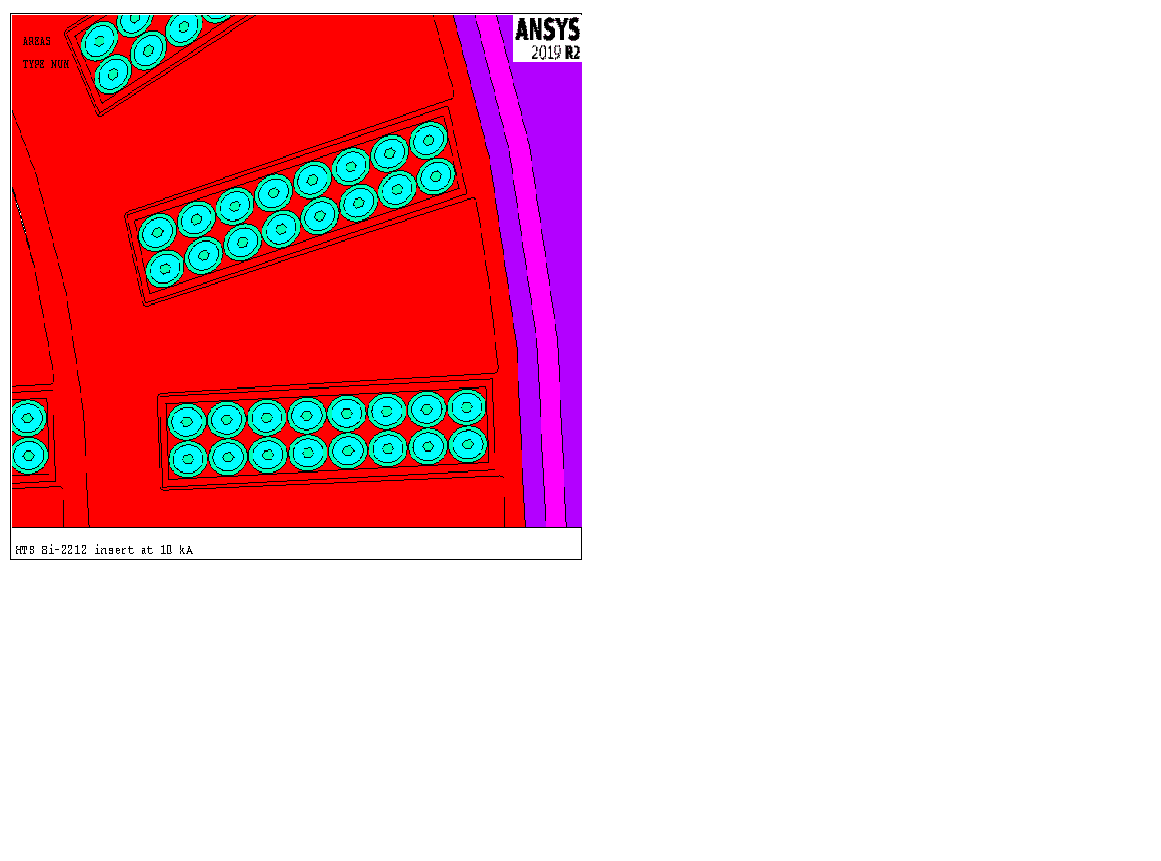 ANSYS
2019 R2
AREAS
TYPE NUM
HTS Bi-2212 insert at 10 kA